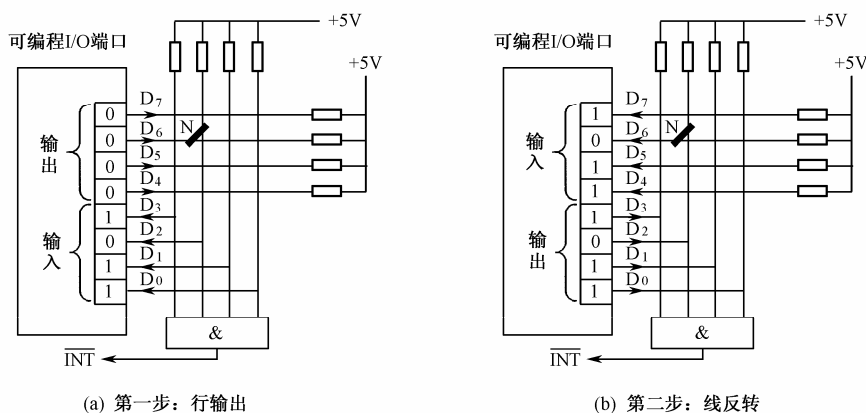 +5V
可编程I/O端口
+5V
输出
0
0
0
0
输入
1
0
1
1
D7
D6
D5
D4
D3
D2
D1
D0
N
&
INT
(a) 第一步：行输出
+5V
可编程I/O端口
+5V
输入
1
0
1
1
输出
1
0
1
1
D7
D6
D5
D4
D3
D2
D1
D0
N
&
INT
(b) 第二步：线反转